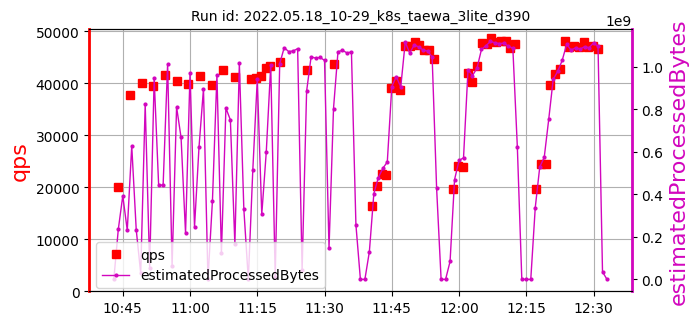 Run id: 2022.05.18_10-29_k8s_taewa_3lite_d390
1e9
50000
40000
30000
20000
10000
0
qps
1.0
0.8
0.6
0.4
0.2
0.0
estimatedProcessedBytes
qps
estimatedProcessedBytes
10:45 11:00 11:15 11:30 11:45 12:00 12:15 12:30